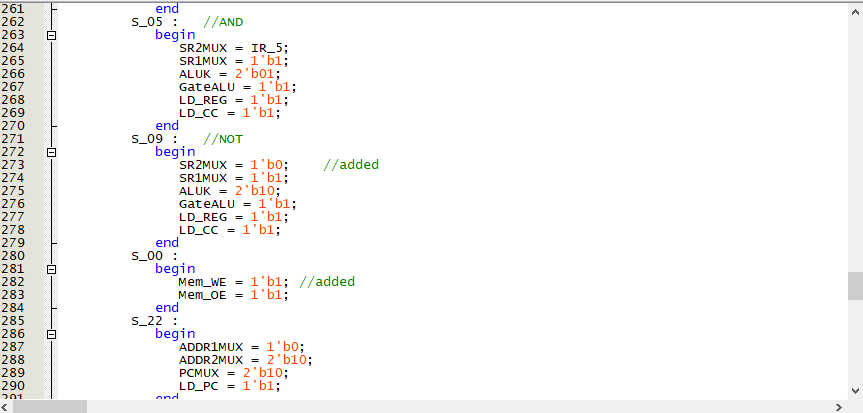 261 end
262 S_05 : //AND
263 begin
264 SR2MUX = IR_5;
265 SR1MUX = 1'b1;
266 ALUK = 2'b01;
267 GateALU = 1'b1;
268 LD_REG = 1'b1;
269 LD_CC = 1'b1;
270 end
271 S_09 : //NOT
272 begin
273 SR2MUX = 1'b0; //added
274 SR1MUX = 1'b1;
275 ALUK = 2'b10;
276 GateALU = 1'b1;
277 LD_REG = 1'b1;
278 LD_CC = 1'b1;
279 end
280 S_00 :
281 begin
282 Mem_WE = 1'b1; //added
283 Mem_OE = 1'b1;
284 end
285 S_22 :
286 begin
287 ADDR1MUX = 1'b0;
288 ADDR2MUX = 2'b10;
289 PCMUX = 2'b10;
290 LD_PC = 1'b1;
291 end